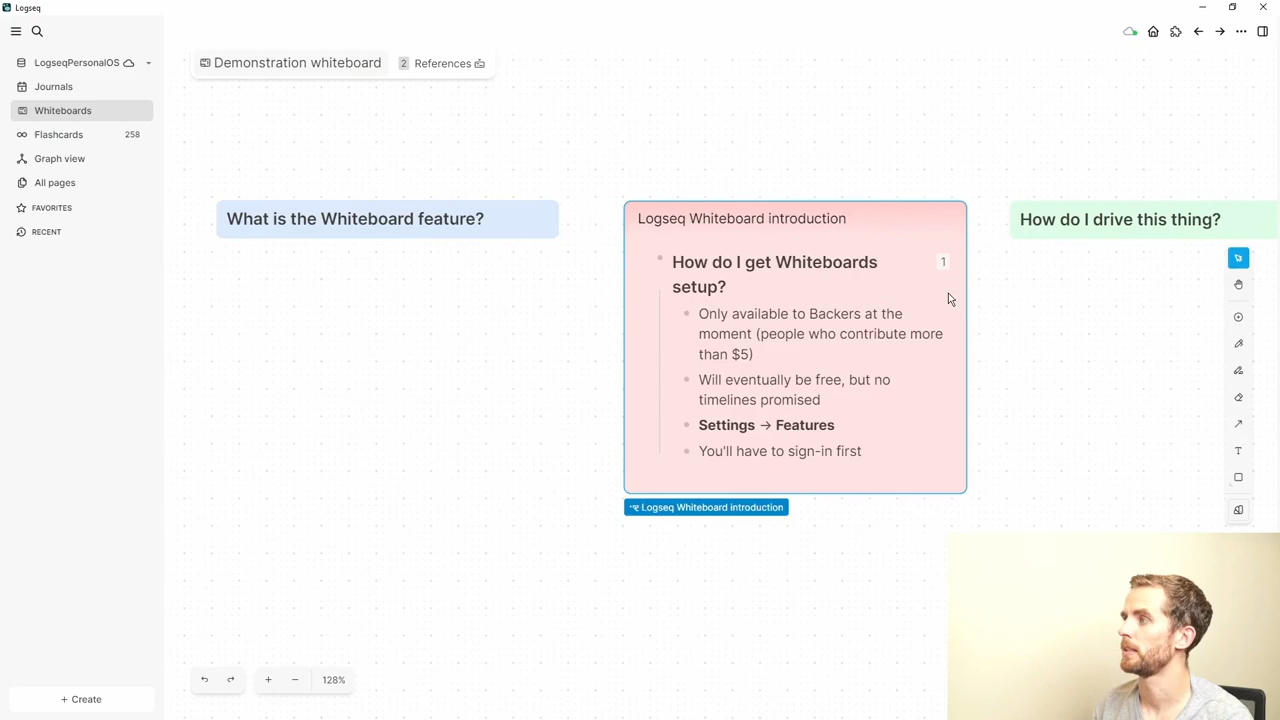 Logseq
LogseqPersonalOS
Journals
Whiteboards
Flashcards 258
Graph view
All pages
FAVORITES
RECENT
+ Create
Demonstration whiteboard 2 References
What is the Whiteboard feature?
Logseq Whiteboard introduction
How do I get Whiteboards 1
setup?
Only available to Backers at the
moment (people who contribute more
than $5)
Will eventually be free, but no
timelines promised
Settings → Features
You'll have to sign-in first
Logseq Whiteboard introduction
How do I drive this thing?
128%